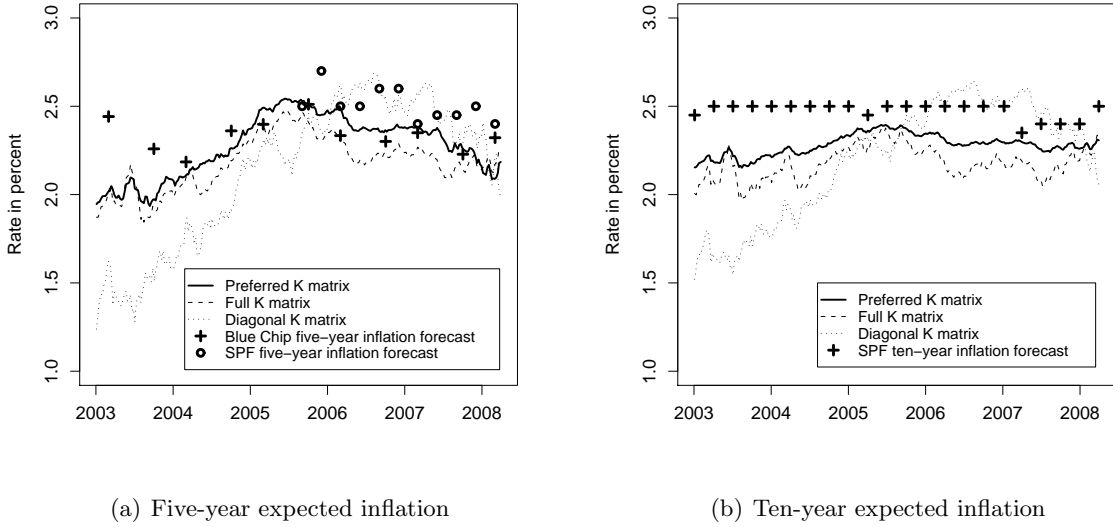 3.0
2.5
2.0
1.5
1.0
Rate in percent
Preferred K matrix
Full K matrix
Diagonal K matrix
Blue Chip five−year inflation forecast
SPF five−year inflation forecast
2003 2004 2005 2006 2007 2008
(a) Five-year expected inflation
3.0
2.5
2.0
1.5
1.0
Rate in percent
Preferred K matrix
Full K matrix
Diagonal K matrix
SPF ten−year inflation forecast
2003 2004 2005 2006 2007 2008
(b) Ten-year expected inflation